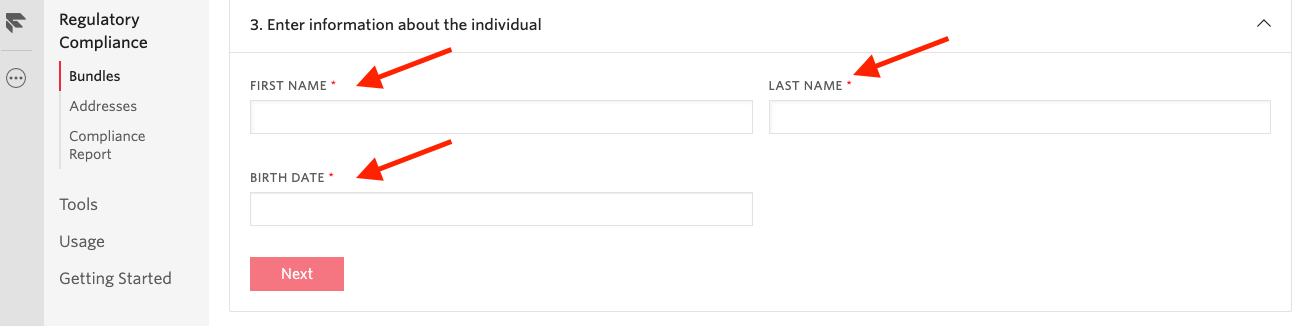 Regulatory
Compliance
Bundles
Addresses
Compliance
Report
Tools
Usage
Getting Started
3. Enter information about the individual
FIRST NAME *
LAST NAME *
BIRTH DATE *
Next